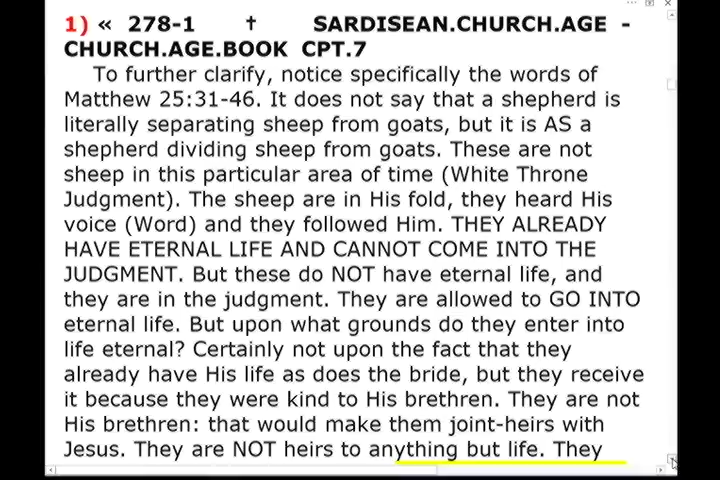 1) « 278-1 † SARDISEAN.CHURCH.AGE -
CHURCH.AGE.BOOK CPT.7
To further clarify, notice specifically the words of
Matthew 25:31-46. It does not say that a shepherd is
literally separating sheep from goats, but it is AS a
shepherd dividing sheep from goats. These are not
sheep in this particular area of time (White Throne
Judgment). The sheep are in His fold, they heard His
voice (Word) and they followed Him. THEY ALREADY
HAVE ETERNAL LIFE AND CANNOT COME INTO THE
JUDGMENT. But these do NOT have eternal life, and
they are in the judgment. They are allowed to GO INTO
eternal life. But upon what grounds do they enter into
life eternal? Certainly not upon the fact that they
already have His life as does the bride, but they receive
it because they were kind to His brethren. They are not
His brethren: that would make them joint-heirs with
Jesus. They are NOT heirs to anything but life. They